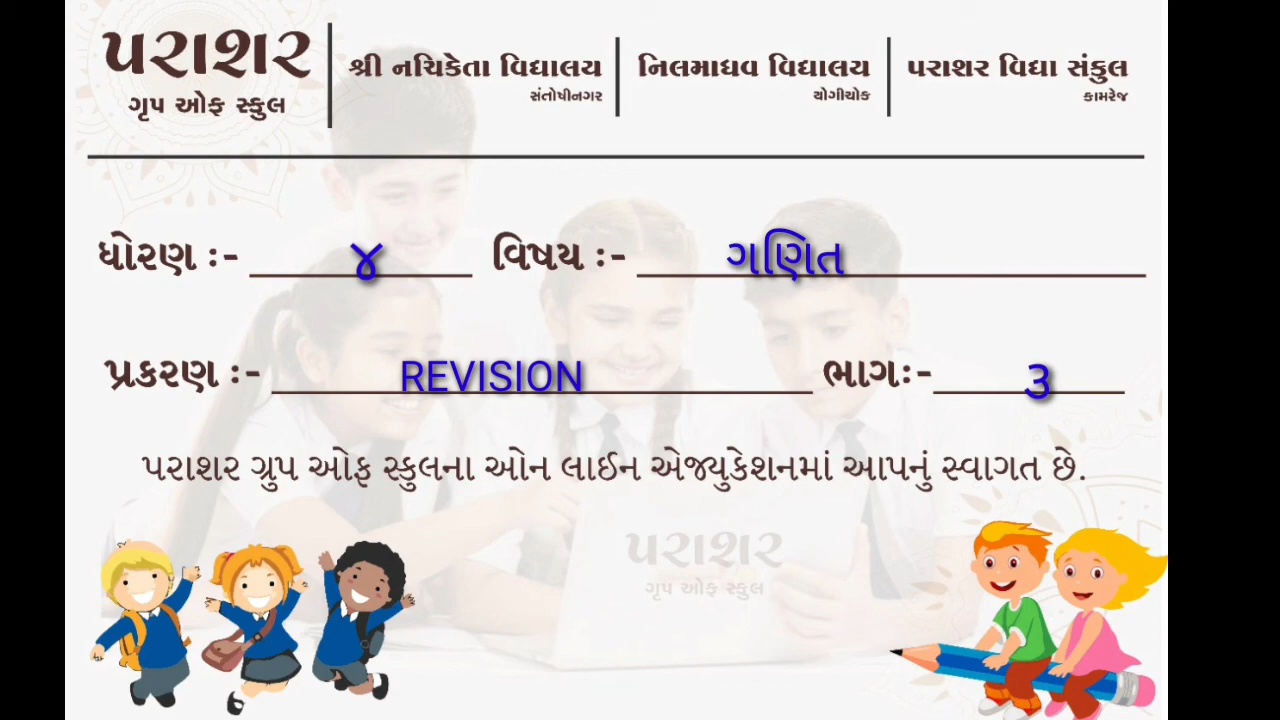 પરાશર
ગૃપ ઓફ સ્કુલ
શ્રી નચિકેતા વિદ્યાલય
સંતોષીનગર
નિલમાધવ વિદ્યાલય
યોગીચોક
પરાશર વિદ્યા સંકુલ
કામરેજ
ધોરણ :- ૪ વિષય :- ગણિત
પ્રકરણ :- REVISION ભાગ:- ૩
પરાશર ગ્રુપ ઓફ સ્કુલના ઓન લાઈન એજ્યુકેશનમાં આપનું સ્વાગત છે.
પરાશર
ગૃપ ઓફ સ્કુલ